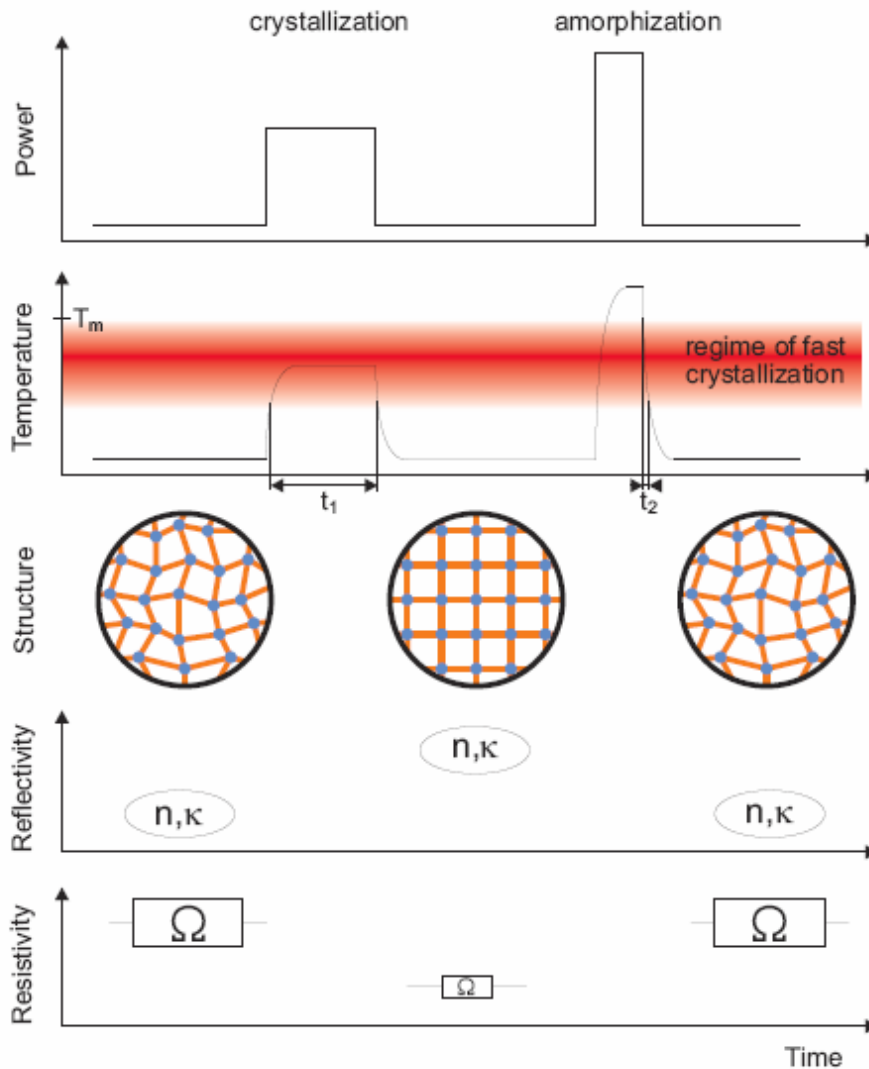 crystallization amorphization
Power
Temperature
Tm
regime of fast
crystallization
t1 t2
Structure
Reflectivity
n,κ
n,κ n,κ
Resistivity
Ω Ω
Ω
Time